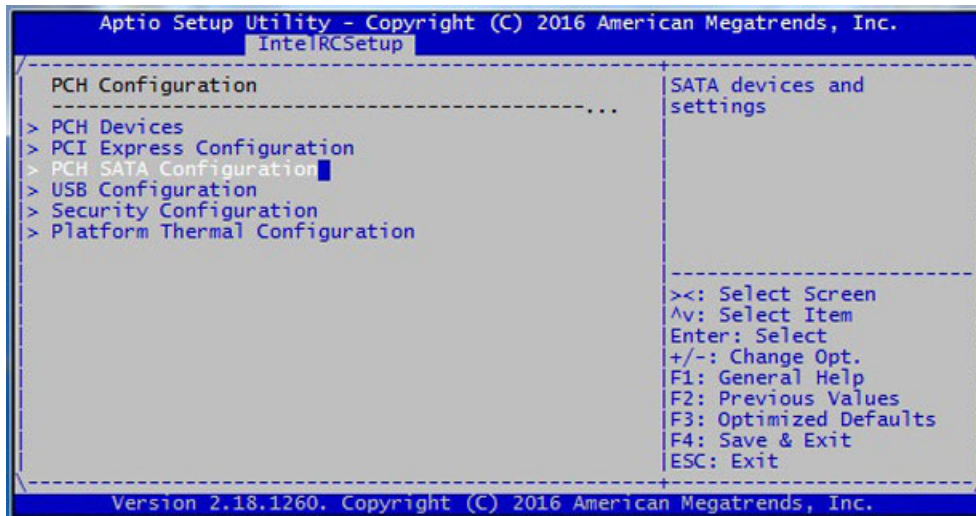 Aptio Setup Utility - Copyright (C) 2016 American Megatrends, Inc.
IntelRCSetup
PCH Configuration
...
> PCH Devices
> PCI Express Configuration
> PCH SATA Configuration
> USB Configuration
> Security Configuration
> Platform Thermal Configuration
SATA devices and
settings
><: Select Screen
^v: Select Item
Enter: Select
+/-: Change Opt.
F1: General Help
F2: Previous Values
F3: Optimized Defaults
F4: Save & Exit
ESC: Exit
Version 2.18.1260. Copyright (C) 2016 American Megatrends, Inc.